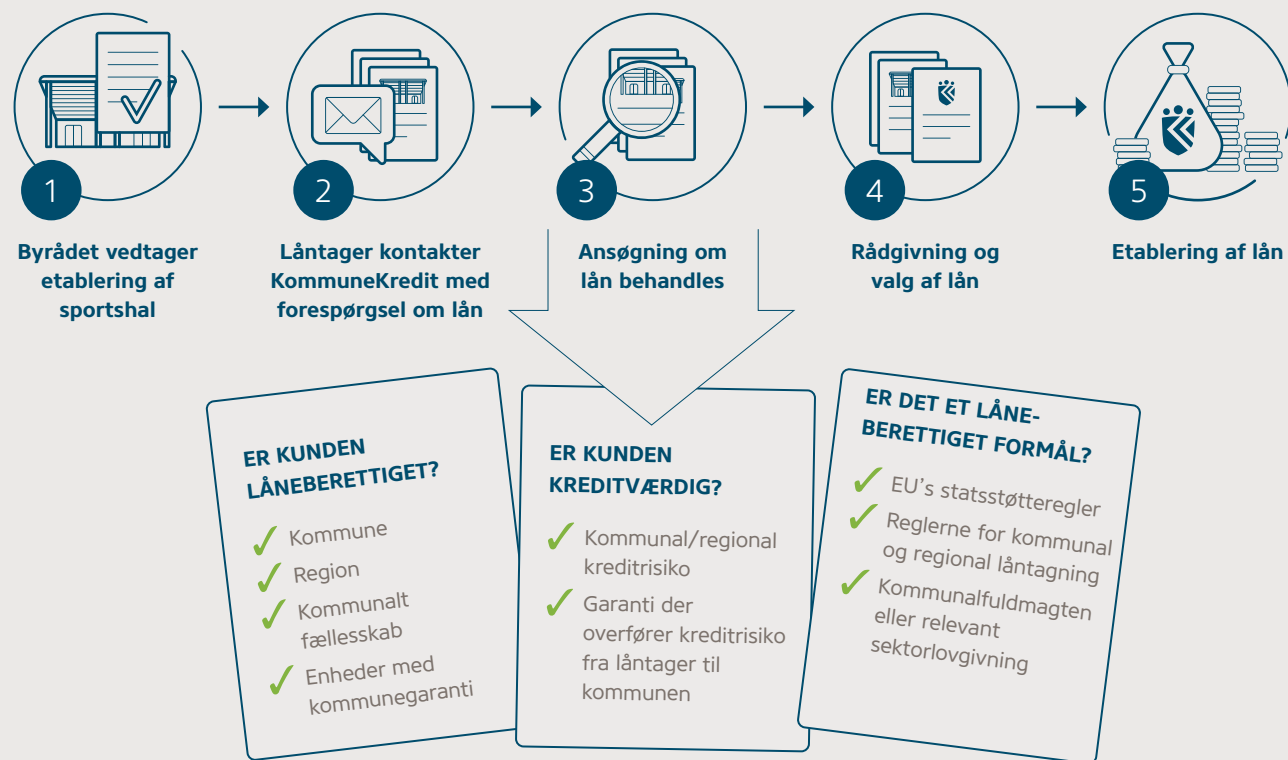 1
Byrådet vedtager
etablering af
sportshal
2
Låntager kontakter
KommuneKredit med
forespørgsel om lån
3
Ansøgning om
lån behandles
4
Rådgivning og
valg af lån
5
Etablering af lån
ER KUNDEN
LÅNEBERETTIGET?
Kommune
Region
Kommunalt
fællesskab
Enheder med
kommunegaranti
ER KUNDEN
KREDITVÆRDIG?
Kommunal/regional
kreditrisiko
Garanti der
overfører kreditrisiko
fra låntager til
kommunen
ER DET ET LÅNE-
BERETTIGET FORMÅL?
EU’s statsstøtteregler
Reglerne for kommunal
og regional låntagning
Kommunalfuldmagten
eller relevant
sektorlovgivning